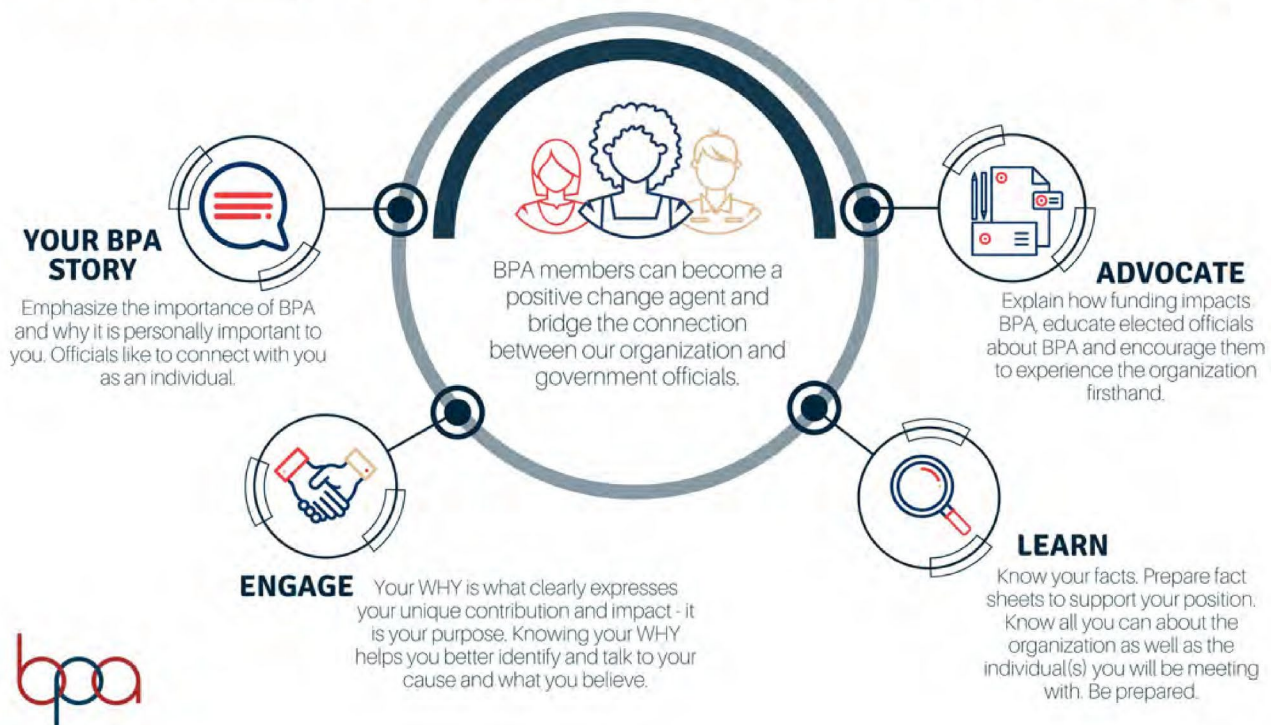 BPA members can become a
positive change agent and
bridge the connection
between our organization and
government officials.
YOUR BPA
STORY
Emphasize the importance of BPA
and why it is personally important to
you. Officials like to connect with you
as an individual.
ADVOCATE
Explain how funding impacts
BPA, educate elected officials
about BPA and encourage them
to experience the organization
firsthand.
ENGAGE
Your WHY is what clearly expresses
your unique contribution and impact - it
is your purpose. Knowing your WHY
helps you better identify and talk to your
cause and what you believe.
LEARN
Know your facts. Prepare fact
sheets to support your position.
Know all you can about the
organization as well as the
individual(s) you will be meeting
with. Be prepared.
bpa